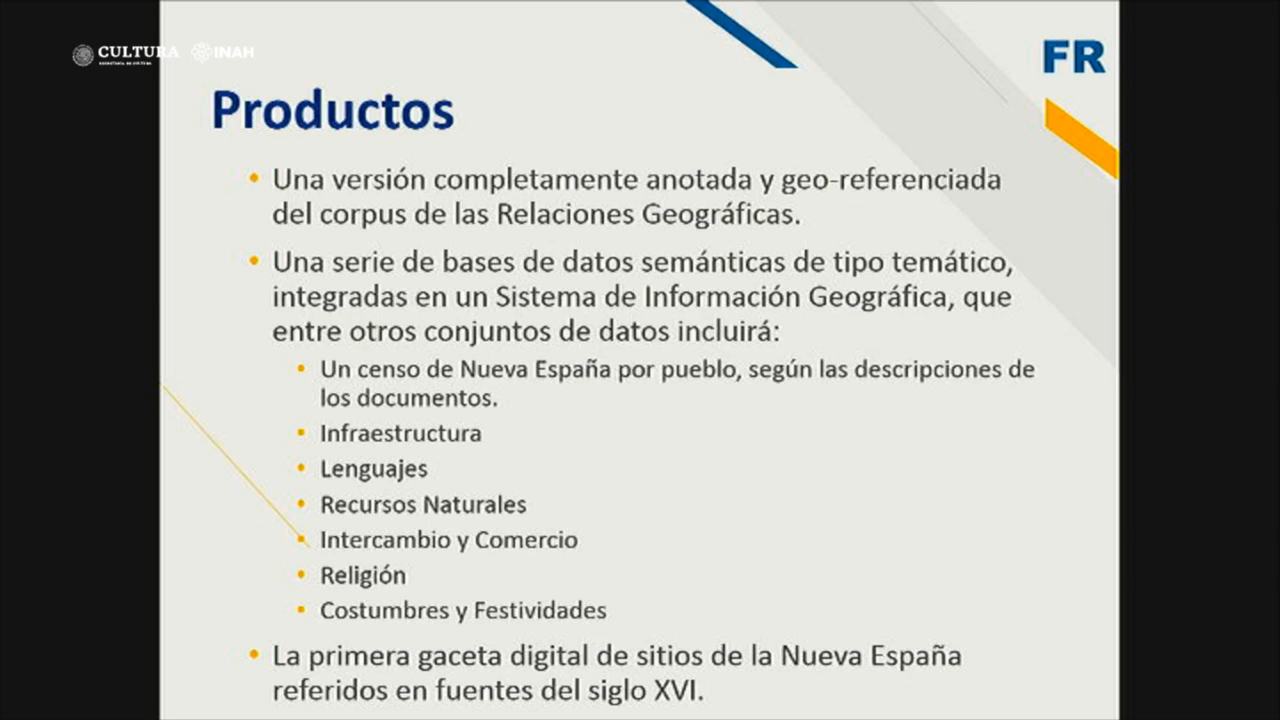 CULTURA INAH
SECRETARÍA DE CULTURA
FR
Productos
• Una versión completamente anotada y geo-referenciada
del corpus de las Relaciones Geográficas.
• Una serie de bases de datos semánticas de tipo temático,
integradas en un Sistema de Información Geográfica, que
entre otros conjuntos de datos incluirá:
• Un censo de Nueva España por pueblo, según las descripciones de
los documentos.
• Infraestructura
• Lenguajes
• Recursos Naturales
• Intercambio y Comercio
• Religión
• Costumbres y Festividades
• La primera gaceta digital de sitios de la Nueva España
referidos en fuentes del siglo XVI.